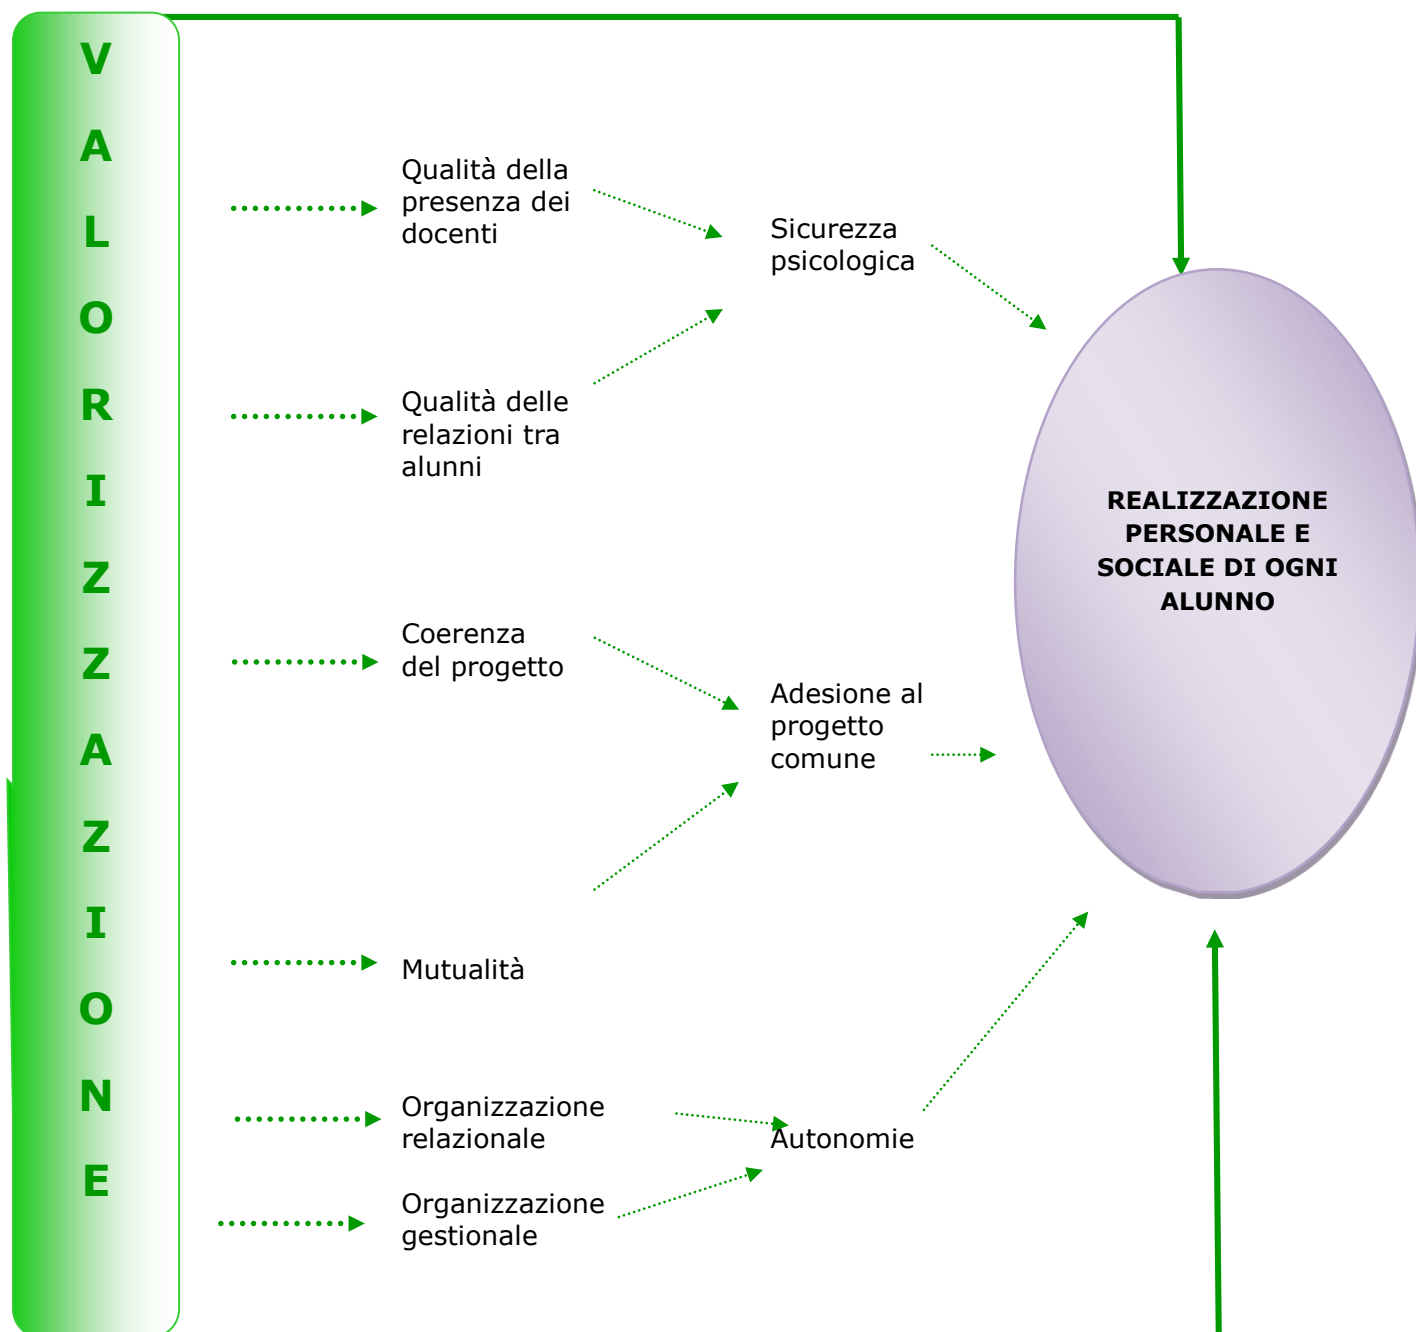 VALORIZZAZIONE
Qualità della
presenza dei
docenti
Sicurezza
psicologica
Qualità delle
relazioni tra
alunni
REALIZZAZIONE
PERSONALE E
SOCIALE DI OGNI
ALUNNO
Coerenza
del progetto
Adesione al
progetto
comune
Mutualità
Organizzazione
relazionale
Autonomie
Organizzazione
gestionale